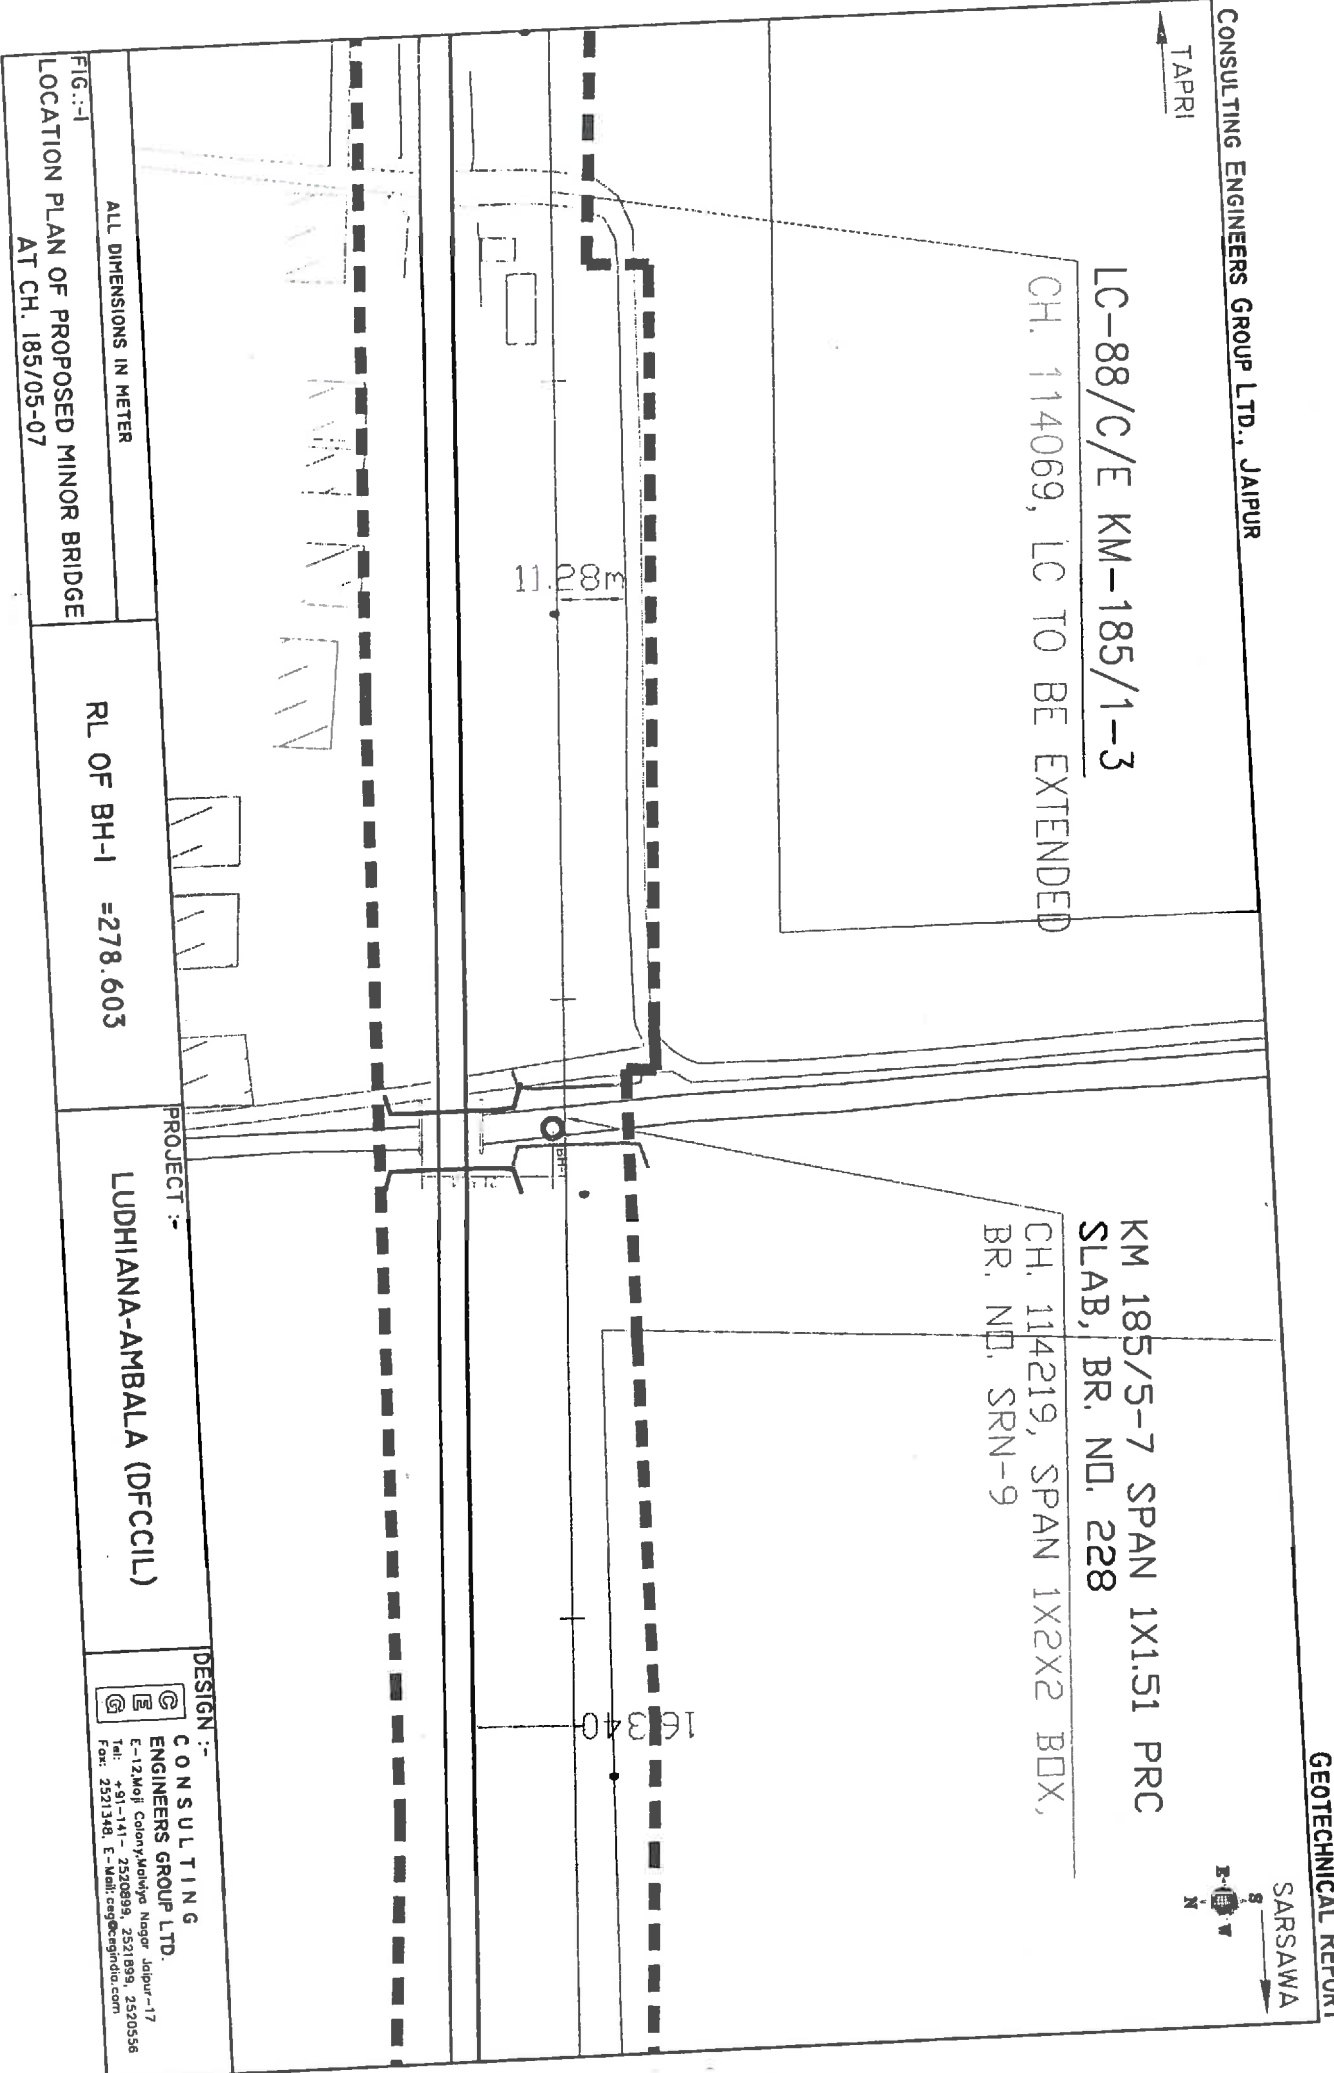 CONSULTING ENGINEERS GROUP LTD., JAIPUR
GEOTECHNICAL REPORT
TAPRI
SARSAWA
S
E W
N
LC-88/C/E KM-185/1-3
CH. 114069, LC TO BE EXTENDED
KM 185/5-7 SPAN 1X1.51 PRC
SLAB, BR. NO. 228
CH. 114219, SPAN 1X2X2 BOX,
BR. NO. SRN-9
11.28m
BH-
16.340
ALL DIMENSIONS IN METER
FIG.:-1
LOCATION PLAN OF PROPOSED MINOR BRIDGE
AT CH. 185/05-07
RL OF BH-1 =278.603
PROJECT :-
LUDHIANA-AMBALA (DFCCIL)
DESIGN :-
C E G
CONSULTING
ENGINEERS GROUP LTD.
E-12,Moji Colony,Malviya Nagar Jaipur-17
Tel: +91-141- 2520899, 2521899, 2520556
Fax: 2521348, E-Mail:ceg@cegindia.com